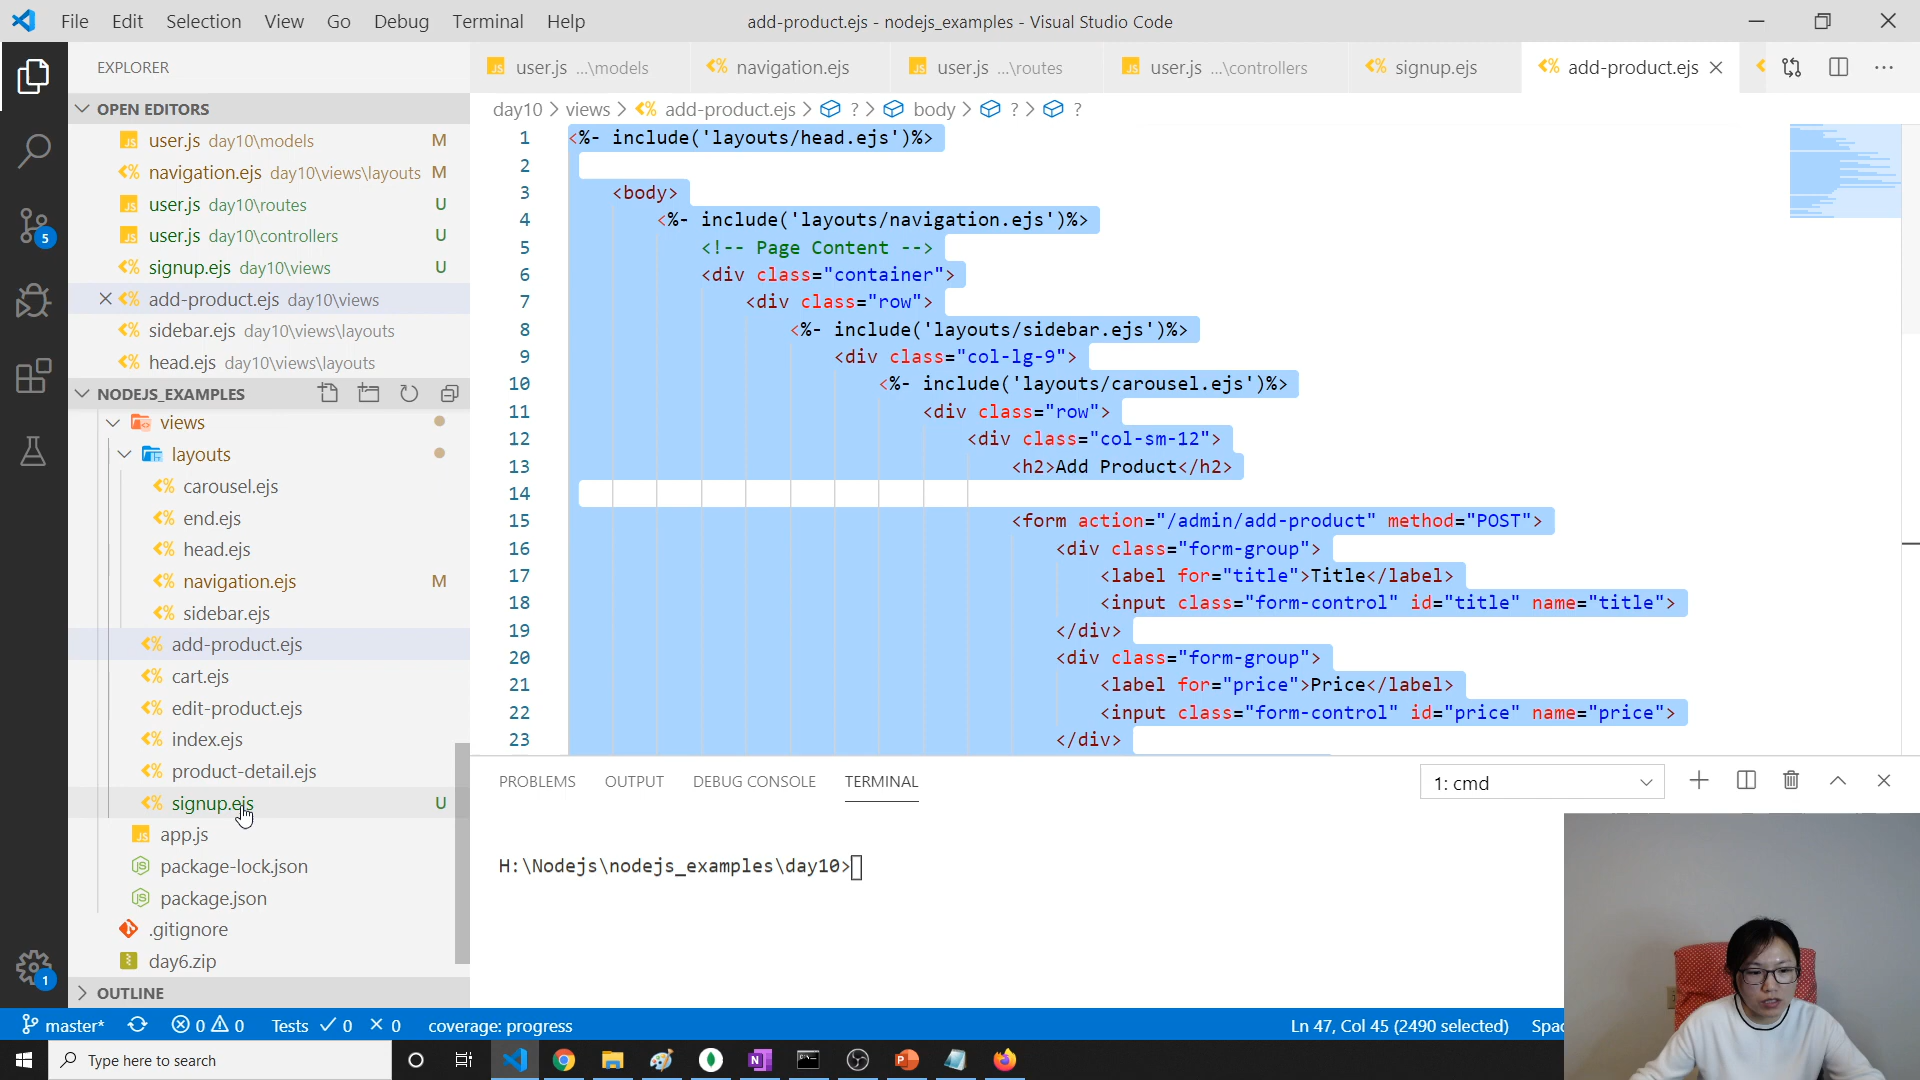 File Edit Selection View Go Debug Terminal Help
add-product.ejs - nodejs_examples - Visual Studio Code
EXPLORER
OPEN EDITORS
user.js day10\models M
navigation.ejs day10\views\layouts M
user.js day10\routes U
user.js day10\controllers U
signup.ejs day10\views U
add-product.ejs day10\views
sidebar.ejs day10\views\layouts
head.ejs day10\views\layouts
NODEJS_EXAMPLES
views
layouts
carousel.ejs
end.ejs
head.ejs
navigation.ejs M
sidebar.ejs
add-product.ejs
cart.ejs
edit-product.ejs
index.ejs
product-detail.ejs
signup.ejs U
app.js
package-lock.json
package.json
.gitignore
day6.zip
OUTLINE
user.js ...\models navigation.ejs user.js ...\routes user.js ...\controllers signup.ejs add-product.ejs
day10 > views > add-product.ejs > ? > body > ? > ?
1 <%- include('layouts/head.ejs')%>
2
3 <body>
4 <%- include('layouts/navigation.ejs')%>
5 <!-- Page Content -->
6 <div class="container">
7 <div class="row">
8 <%- include('layouts/sidebar.ejs')%>
9 <div class="col-lg-9">
10 <%- include('layouts/carousel.ejs')%>
11 <div class="row">
12 <div class="col-sm-12">
13 <h2>Add Product</h2>
14
15 <form action="/admin/add-product" method="POST">
16 <div class="form-group">
17 <label for="title">Title</label>
18 <input class="form-control" id="title" name="title">
19 </div>
20 <div class="form-group">
21 <label for="price">Price</label>
22 <input class="form-control" id="price" name="price">
23 </div>
PROBLEMS OUTPUT DEBUG CONSOLE TERMINAL
1: cmd
H:\Nodejs\nodejs_examples\day10>
5
1
master* 0 0 Tests 0 0 coverage: progress
Ln 47, Col 45 (2490 selected) Spac
Type here to search